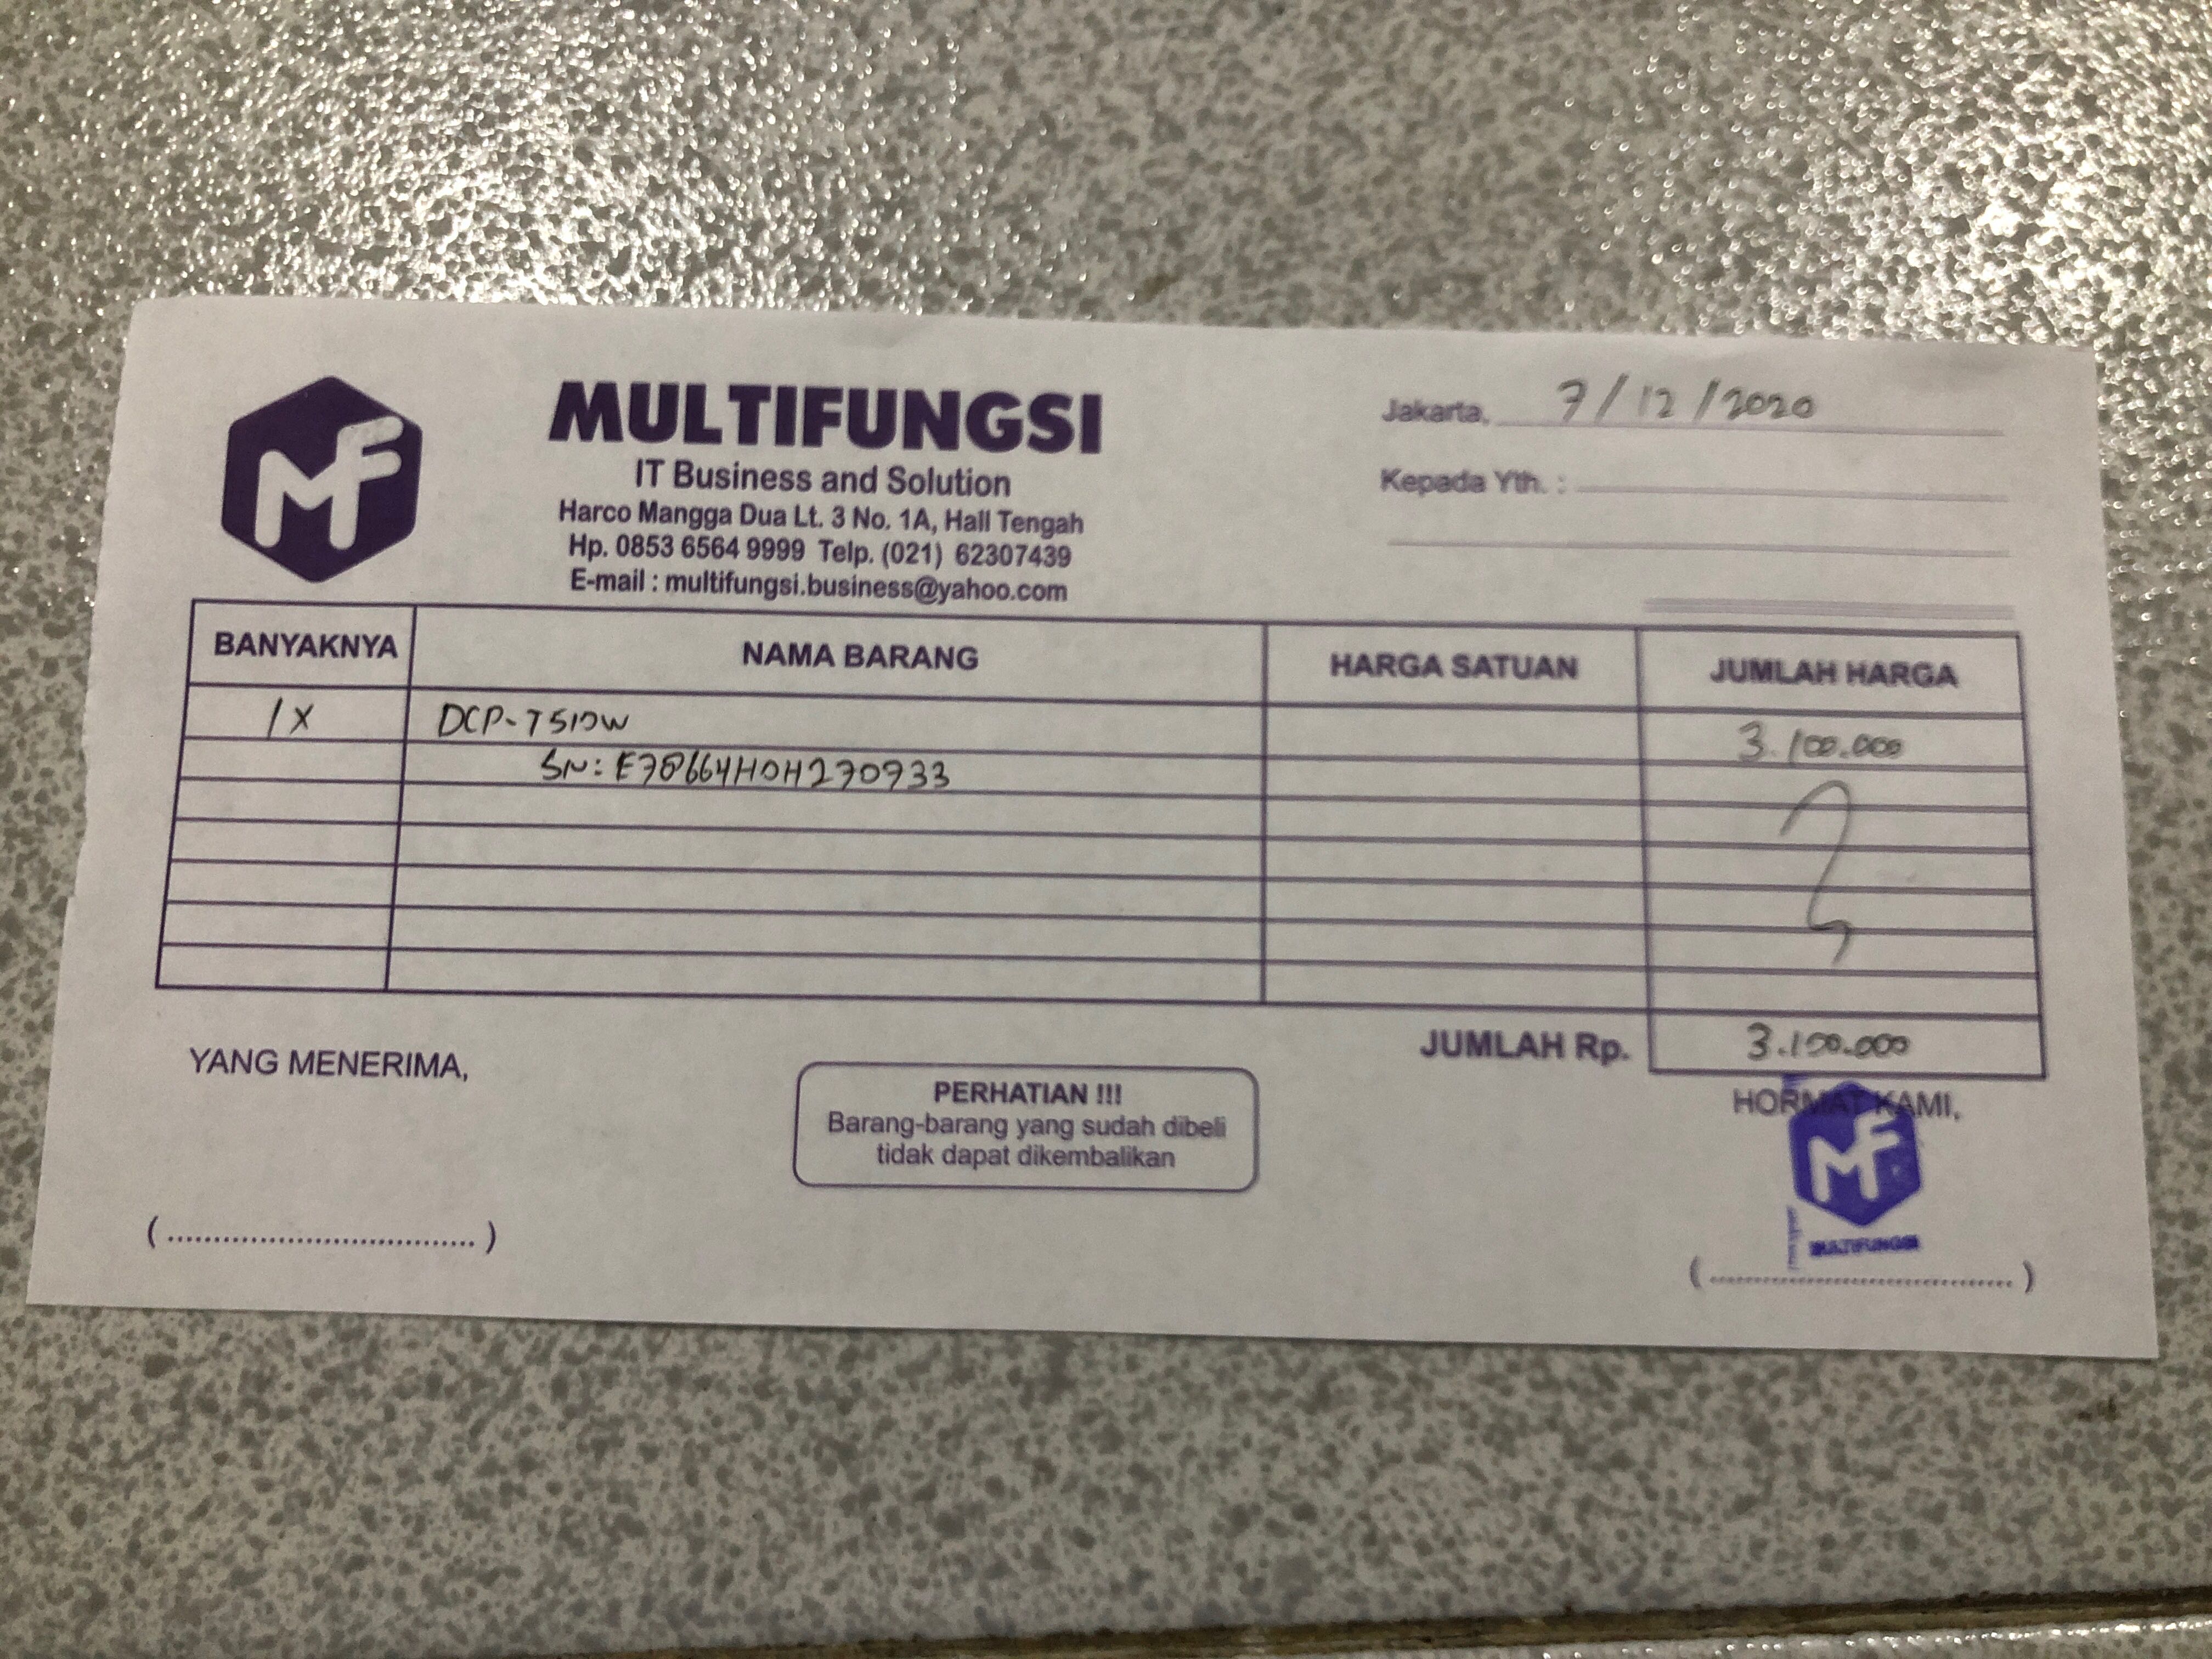 MF
MULTIFUNGSI
IT Business and Solution
Harco Mangga Dua Lt. 3 No. 1A, Hall Tengah
Hp. 0853 6564 9999 Telp. (021) 62307439
E-mail : multifungsi.business@yahoo.com
Jakarta, 7/12/2020
Kepada Yth. :
BANYAKNYA NAMA BARANG HARGA SATUAN JUMLAH HARGA
1X DCP-T510W 3.100.000
SN: E78664H0H270933
JUMLAH Rp. 3.100.000
YANG MENERIMA,
PERHATIAN !!!
Barang-barang yang sudah dibeli
tidak dapat dikembalikan
HORMAT KAMI,
MF
MULTIFUNGSI
(..................................)
(..................................)